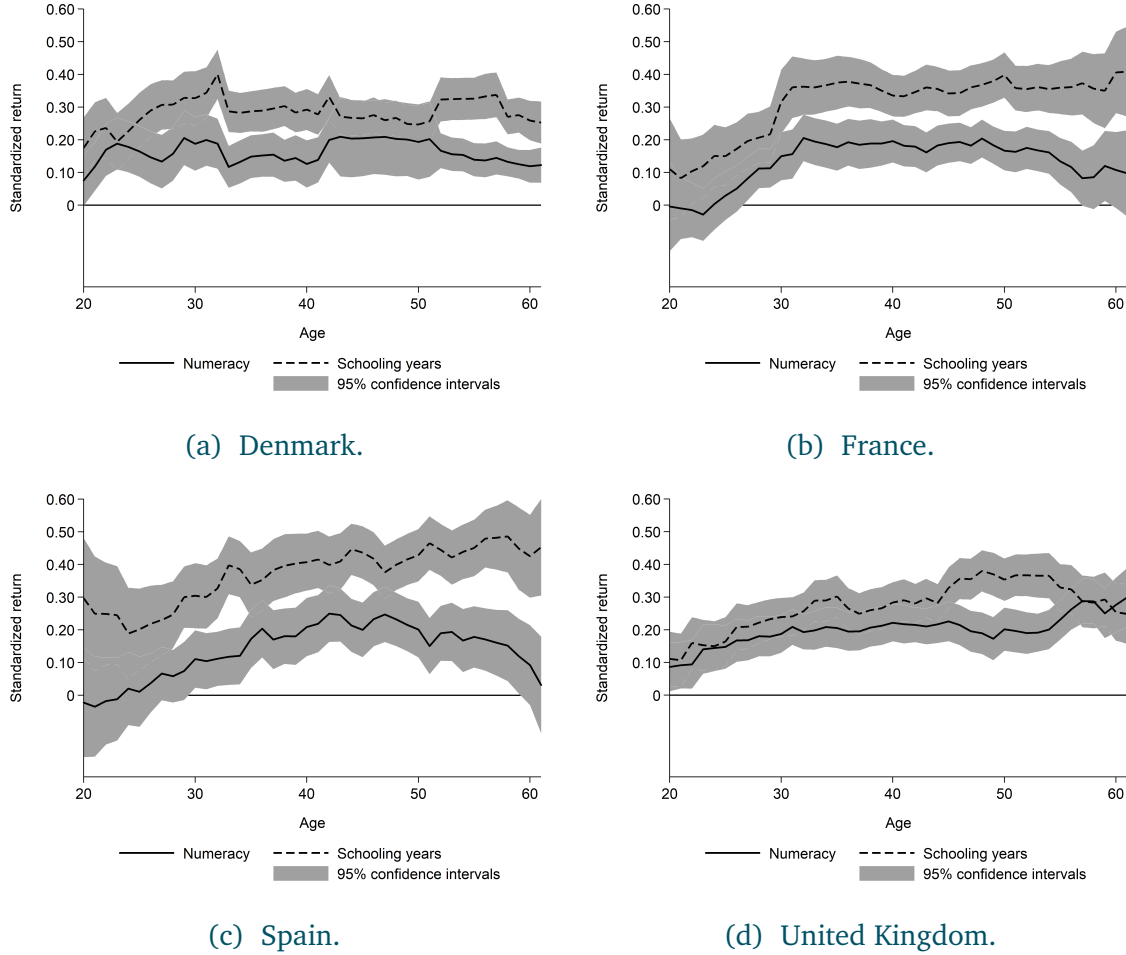 0.60
0.50
0.40
0.30
0.20
0.10
0
Standardized return
20 30 40 50 60
Age
Numeracy Schooling years
95% confidence intervals
(a) Denmark.
0.60
0.50
0.40
0.30
0.20
0.10
0
Standardized return
20 30 40 50 60
Age
Numeracy Schooling years
95% confidence intervals
(b) France.
0.60
0.50
0.40
0.30
0.20
0.10
0
Standardized return
20 30 40 50 60
Age
Numeracy Schooling years
95% confidence intervals
(c) Spain.
0.60
0.50
0.40
0.30
0.20
0.10
0
Standardized return
20 30 40 50 60
Age
Numeracy Schooling years
95% confidence intervals
(d) United Kingdom.